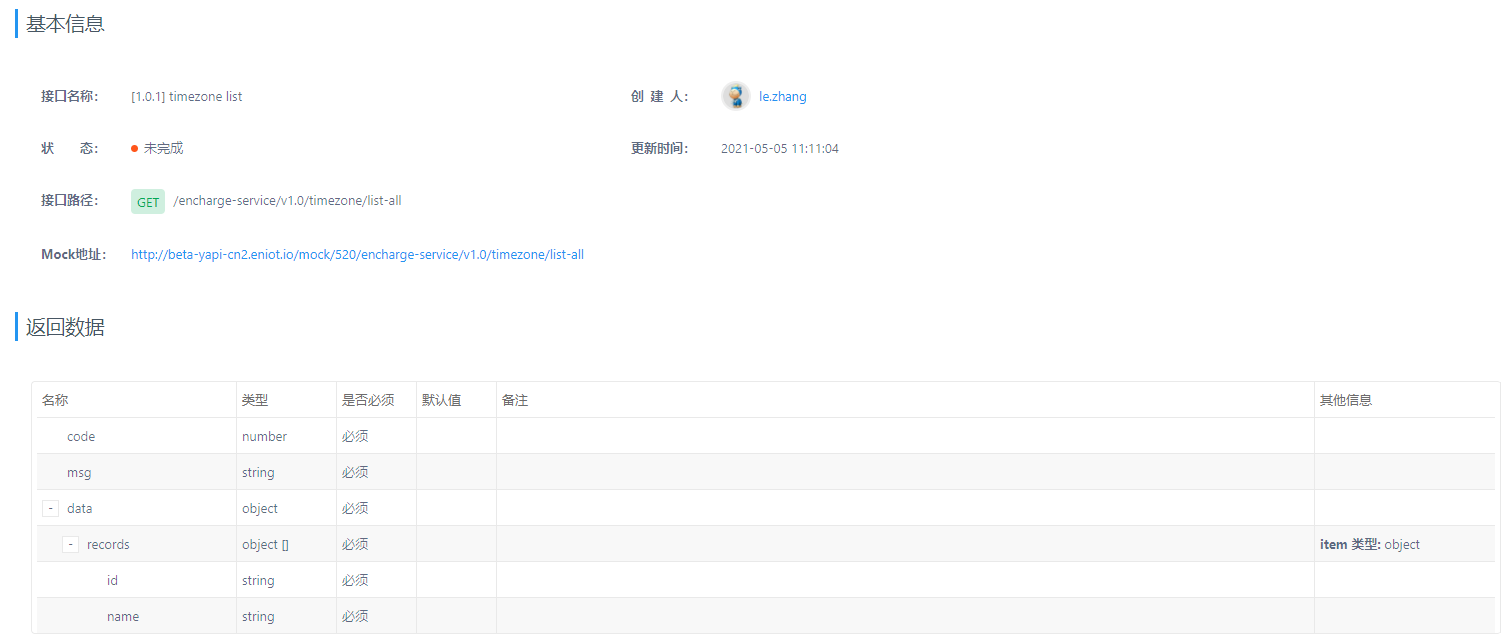 基本信息
接口名称: [1.0.1] timezone list 创 建 人: le.zhang
状 态: 未完成 更新时间: 2021-05-05 11:11:04
接口路径: GET /encharge-service/v1.0/timezone/list-all
Mock地址: http://beta-yapi-cn2.eniot.io/mock/520/encharge-service/v1.0/timezone/list-all
返回数据
名称 类型 是否必须 默认值 备注 其他信息
code number 必须
msg string 必须
- data object 必须
- records object [] 必须 item 类型: object
id string 必须
name string 必须